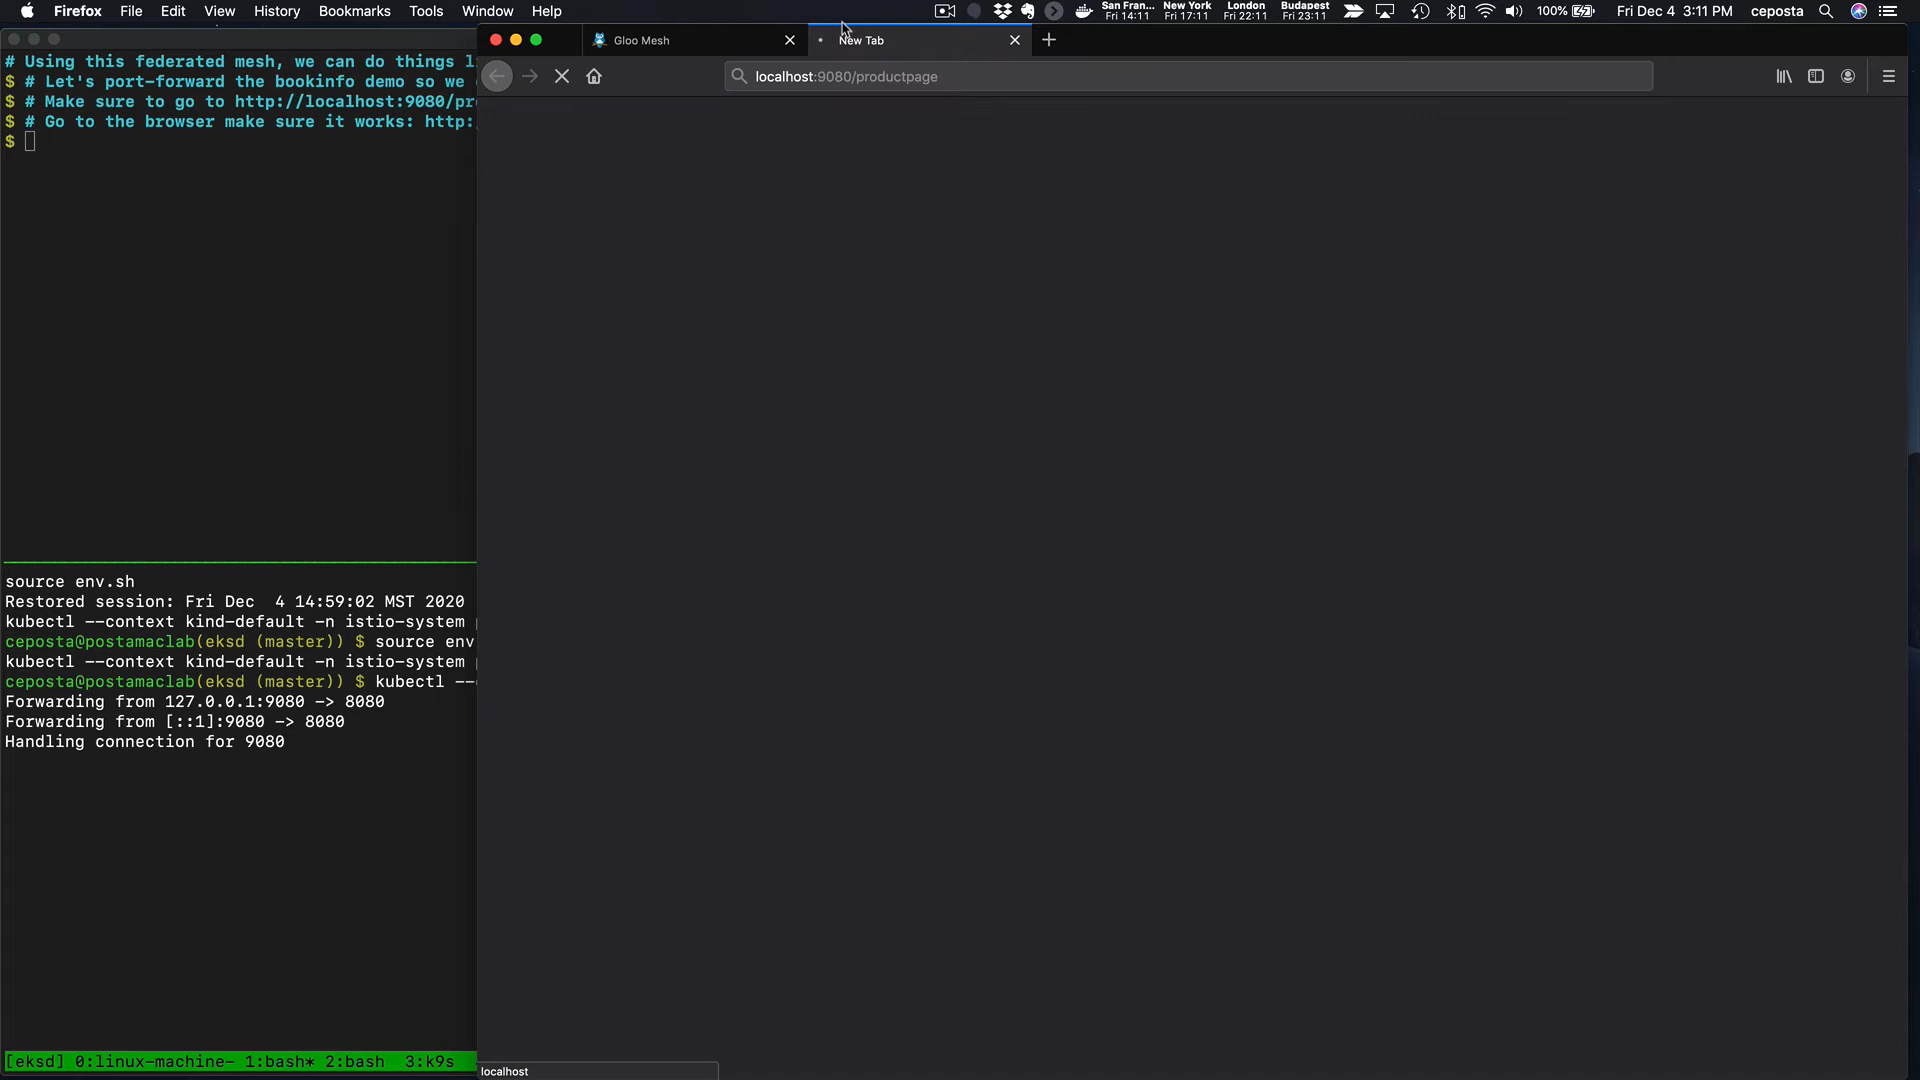 Firefox File Edit View History Bookmarks Tools Window Help
San Fran... New York London Budapest
Fri 14:11 Fri 17:11 Fri 22:11 Fri 23:11
100% Fri Dec 4 3:11 PM ceposta
Gloo Mesh
New Tab
localhost:9080/productpage
# Using this federated mesh, we can do things l
$ # Let's port-forward the bookinfo demo so we
$ # Make sure to go to http://localhost:9080/pr
$ # Go to the browser make sure it works: http:
$
source env.sh
Restored session: Fri Dec  4 14:59:02 MST 2020
kubectl --context kind-default -n istio-system
ceposta@postamaclab(eksd (master)) $ source env
kubectl --context kind-default -n istio-system
ceposta@postamaclab(eksd (master)) $ kubectl --
Forwarding from 127.0.0.1:9080 -> 8080
Forwarding from [::1]:9080 -> 8080
Handling connection for 9080
[eksd] 0:linux-machine- 1:bash* 2:bash  3:k9s
localhost